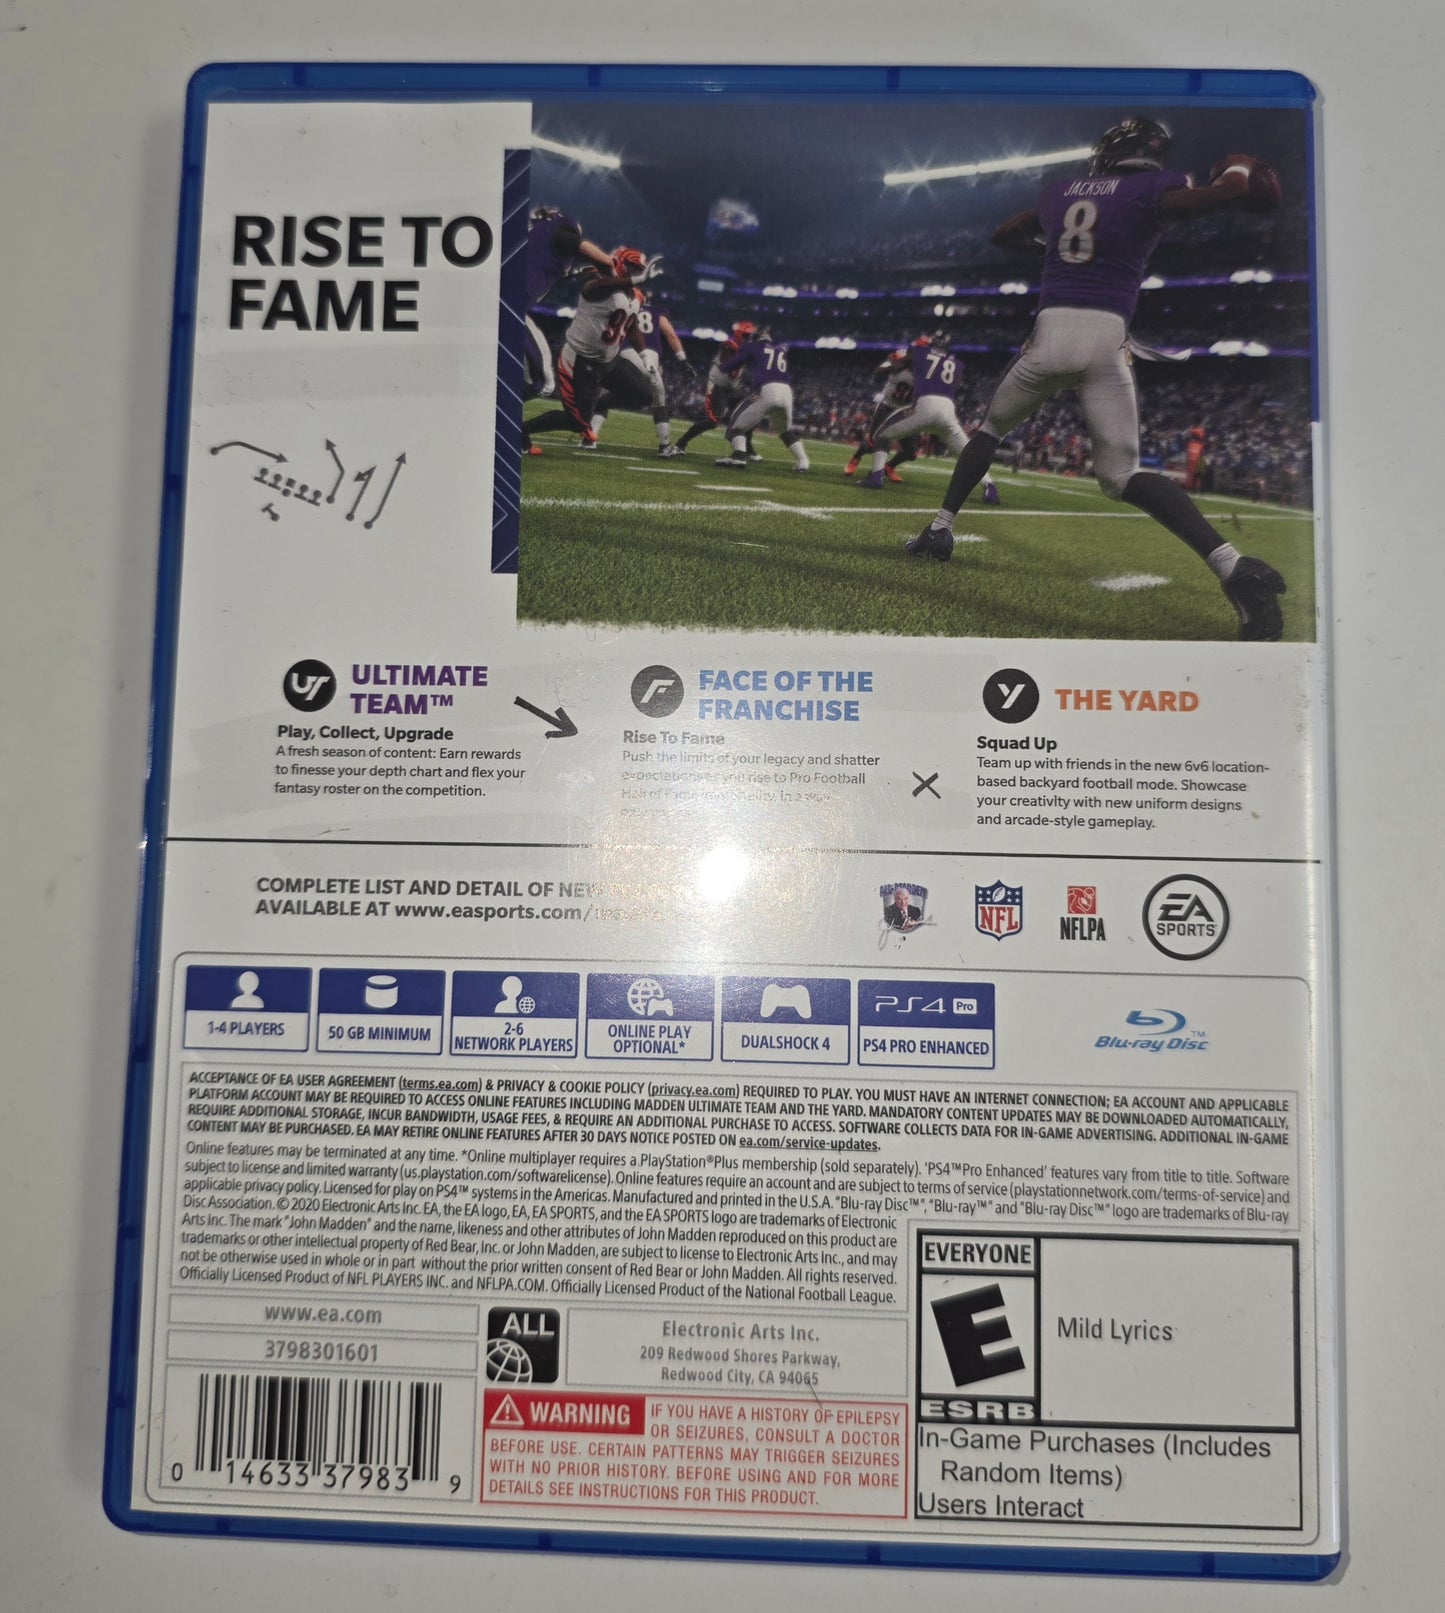 JACKSON
8
8
76
78
RISE TO
FAME
UT
ULTIMATE
TEAM™
Play, Collect, Upgrade
A fresh season of content: Earn rewards
to finesse your depth chart and flex your
fantasy roster on the competition.
F
FACE OF THE
FRANCHISE
Rise To Fame
Push the limits of your legacy and shatter
expectations as you rise to Pro Football
Hall of Fame
Y
THE YARD
Squad Up
Team up with friends in the new 6v6 location-
based backyard football mode. Showcase
your creativity with new uniform designs
and arcade-style gameplay.
COMPLETE LIST AND DETAIL OF NEW
AVAILABLE AT www.easports.com/
ALL-MADDEN
NFL
NFLPA
EA
SPORTS
1-4 PLAYERS
50 GB MINIMUM
2-6
NETWORK PLAYERS
ONLINE PLAY
OPTIONAL*
DUALSHOCK 4
PS4 Pro
PS4 PRO ENHANCED
Blu-ray Disc™
ACCEPTANCE OF EA USER AGREEMENT (terms.ea.com) & PRIVACY & COOKIE POLICY (privacy.ea.com) REQUIRED TO PLAY. YOU MUST HAVE AN INTERNET CONNECTION; EA ACCOUNT AND APPLICABLE
PLATFORM ACCOUNT MAY BE REQUIRED TO ACCESS ONLINE FEATURES INCLUDING MADDEN ULTIMATE TEAM AND THE YARD. MANDATORY CONTENT UPDATES MAY BE DOWNLOADED AUTOMATICALLY,
REQUIRE ADDITIONAL STORAGE, INCUR BANDWIDTH, USAGE FEES, & REQUIRE AN ADDITIONAL PURCHASE TO ACCESS. SOFTWARE COLLECTS DATA FOR IN-GAME ADVERTISING. ADDITIONAL IN-GAME
CONTENT MAY BE PURCHASED. EA MAY RETIRE ONLINE FEATURES AFTER 30 DAYS NOTICE POSTED ON ea.com/service-updates.
Online features may be terminated at any time. *Online multiplayer requires a PlayStation®Plus membership (sold separately). 'PS4™Pro Enhanced' features vary from title to title. Software
subject to license and limited warranty (us.playstation.com/softwarelicense). Online features require an account and are subject to terms of service (playstationnetwork.com/terms-of-service) and
applicable privacy policy. Licensed for play on PS4™ systems in the Americas. Manufactured and printed in the U.S.A. "Blu-ray Disc™", "Blu-ray™" and "Blu-ray Disc™" logo are trademarks of Blu-ray
Disc Association. © 2020 Electronic Arts Inc. EA, the EA logo, EA, EA SPORTS, and the EA SPORTS logo are trademarks of Electronic
Arts Inc. The mark "John Madden" and the name, likeness and other attributes of John Madden reproduced on this product are
trademarks or other intellectual property of Red Bear, Inc. or John Madden, are subject to license to Electronic Arts Inc., and may
not be otherwise used in whole or in part without the prior written consent of Red Bear or John Madden. All rights reserved.
Officially Licensed Product of NFL PLAYERS INC. and NFLPA.COM. Officially Licensed Product of the National Football League.
www.ea.com
3798301601
0 14633 37983 9
ALL
Electronic Arts Inc.
209 Redwood Shores Parkway,
Redwood City, CA 94065
WARNING IF YOU HAVE A HISTORY OF EPILEPSY
OR SEIZURES, CONSULT A DOCTOR
BEFORE USE. CERTAIN PATTERNS MAY TRIGGER SEIZURES
WITH NO PRIOR HISTORY. BEFORE USING AND FOR MORE
DETAILS SEE INSTRUCTIONS FOR THIS PRODUCT.
EVERYONE
E
ESRB
Mild Lyrics
In-Game Purchases (Includes
Random Items)
Users Interact